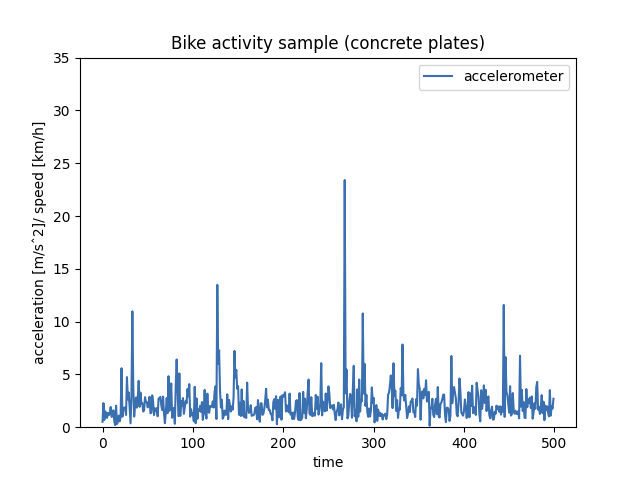 Bike activity sample (concrete plates)
accelerometer
acceleration [m/sˆ2]/ speed [km/h]
35
30
25
20
15
10
5
0
0 100 200 300 400 500
time